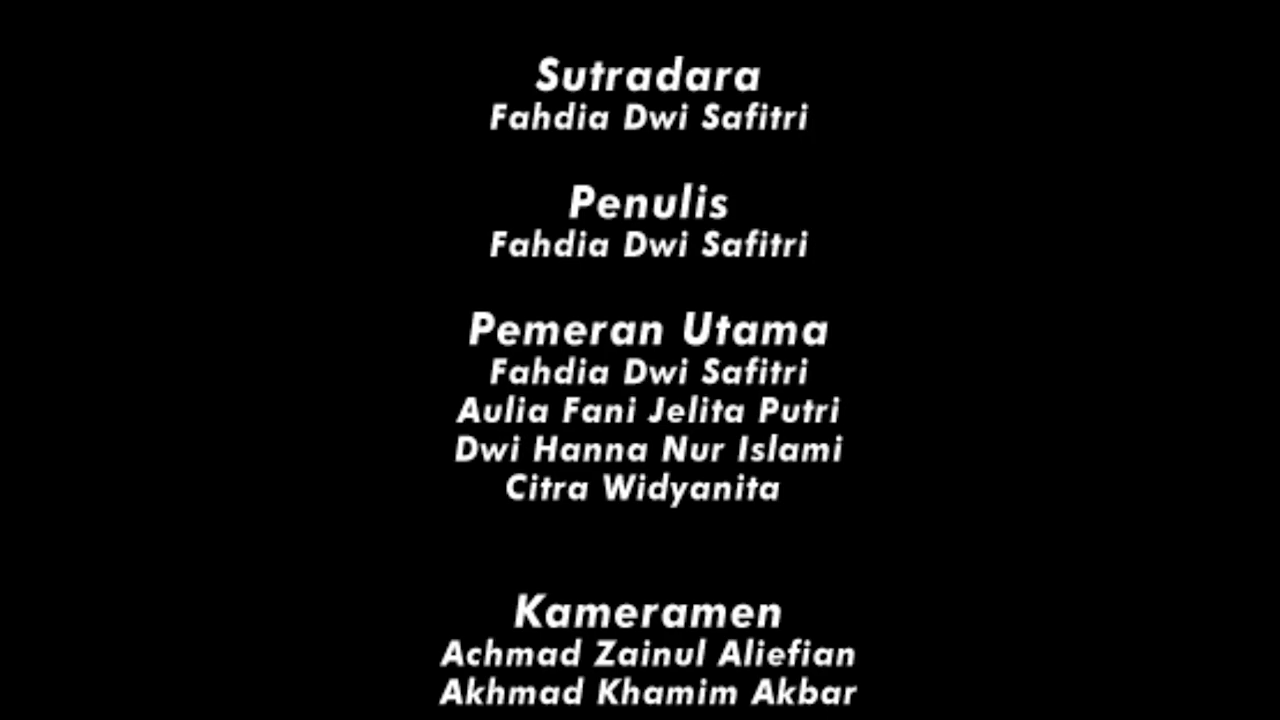 Sutradara
Fahdia Dwi Safitri
Penulis
Fahdia Dwi Safitri
Pemeran Utama
Fahdia Dwi Safitri
Aulia Fani Jelita Putri
Dwi Hanna Nur Islami
Citra Widyanita
Kameramen
Achmad Zainul Aliefian
Akhmad Khamim Akbar